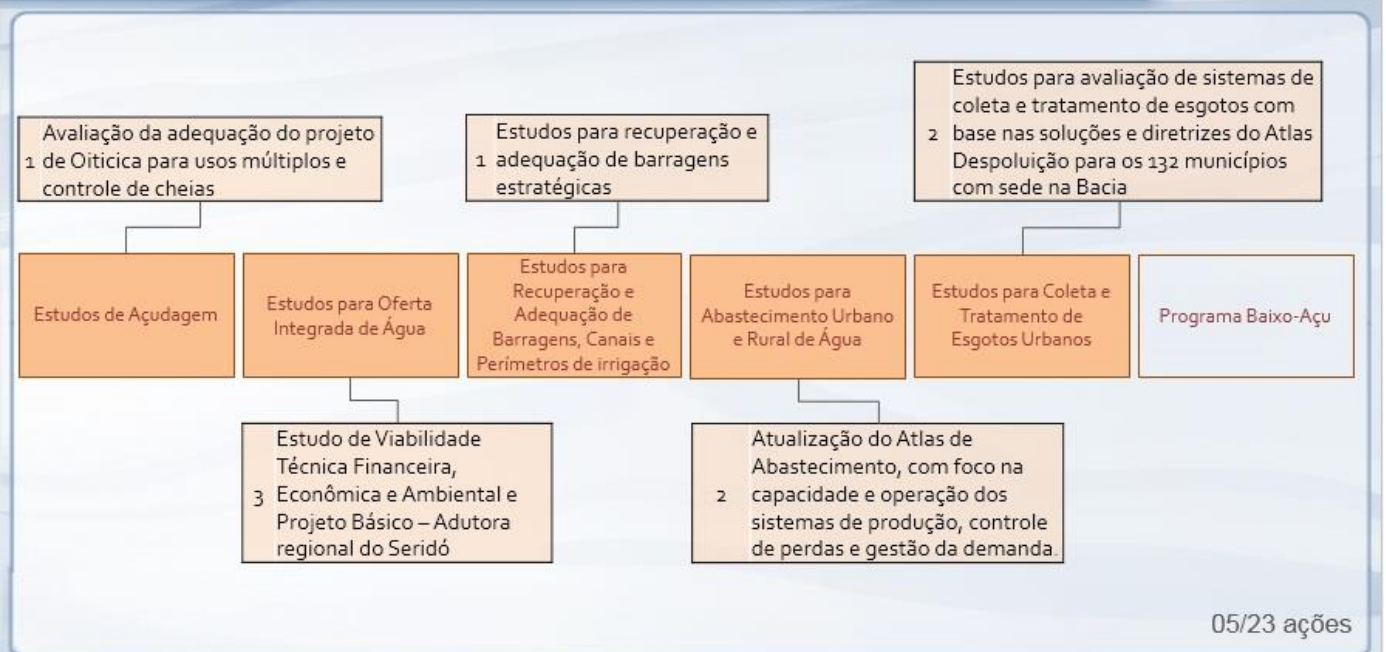 Avaliação da adequação do projeto
1 de Oiticica para usos múltiplos e
controle de cheias
Estudos para recuperação e
1 adequação de barragens
estratégicas
Estudos para avaliação de sistemas de
coleta e tratamento de esgotos com
2 base nas soluções e diretrizes do Atlas
Despoluição para os 132 municípios
com sede na Bacia
Estudos de Açudagem
Estudos para Oferta
Integrada de Água
Estudos para
Recuperação e
Adequação de
Barragens, Canais e
Perímetros de irrigação
Estudos para
Abastecimento Urbano
e Rural de Água
Estudos para Coleta e
Tratamento de
Esgotos Urbanos
Programa Baixo-Açu
Estudo de Viabilidade
Técnica Financeira,
3 Econômica e Ambiental e
Projeto Básico – Adutora
regional do Seridó
Atualização do Atlas de
Abastecimento, com foco na
2 capacidade e operação dos
sistemas de produção, controle
de perdas e gestão da demanda.
05/23 ações